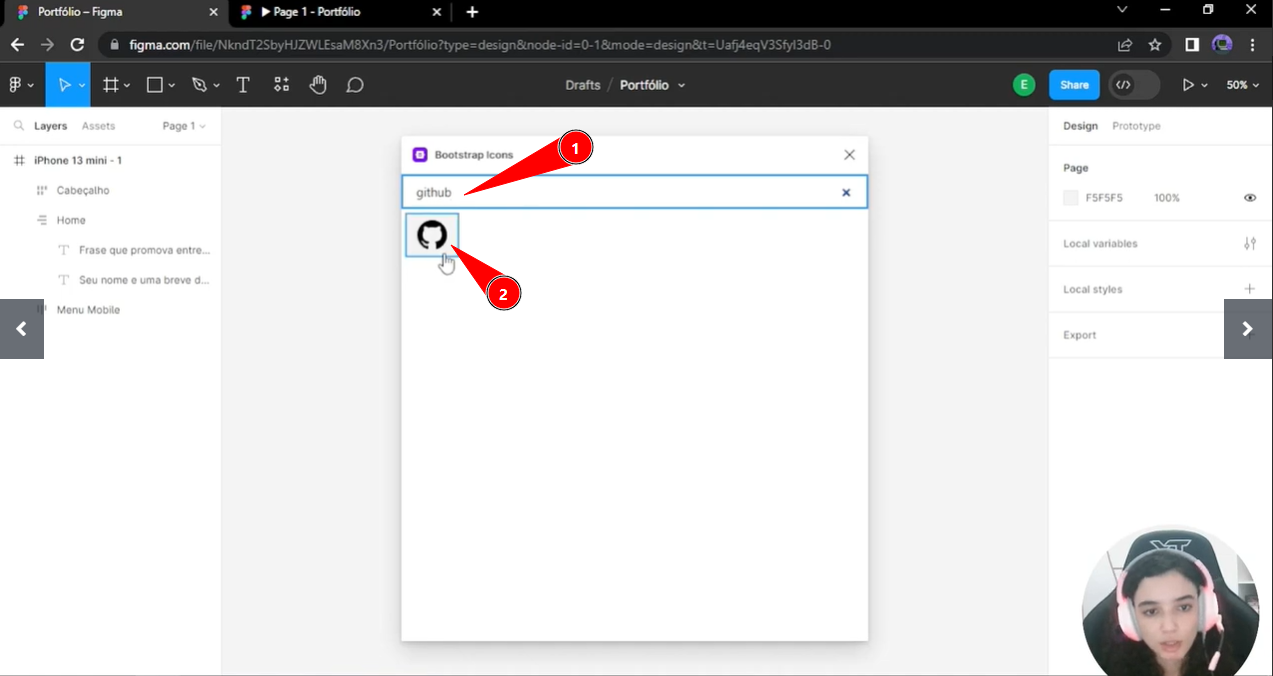 Portfólio – Figma
Page 1 - Portfólio
figma.com/file/NkndT2SbyHJZWLEsaM8Xn3/Portfólio?type=design&node-id=0-1&mode=design&t=Uafj4eqV3SfyI3dB-0
Drafts / Portfólio
E
Share
50%
Layers
Assets
Page 1
iPhone 13 mini - 1
Cabeçalho
Home
Frase que promova entre...
Seu nome e uma breve d...
Menu Mobile
Bootstrap Icons
1
github
2
Design
Prototype
Page
F5F5F5
100%
Local variables
Local styles
Export